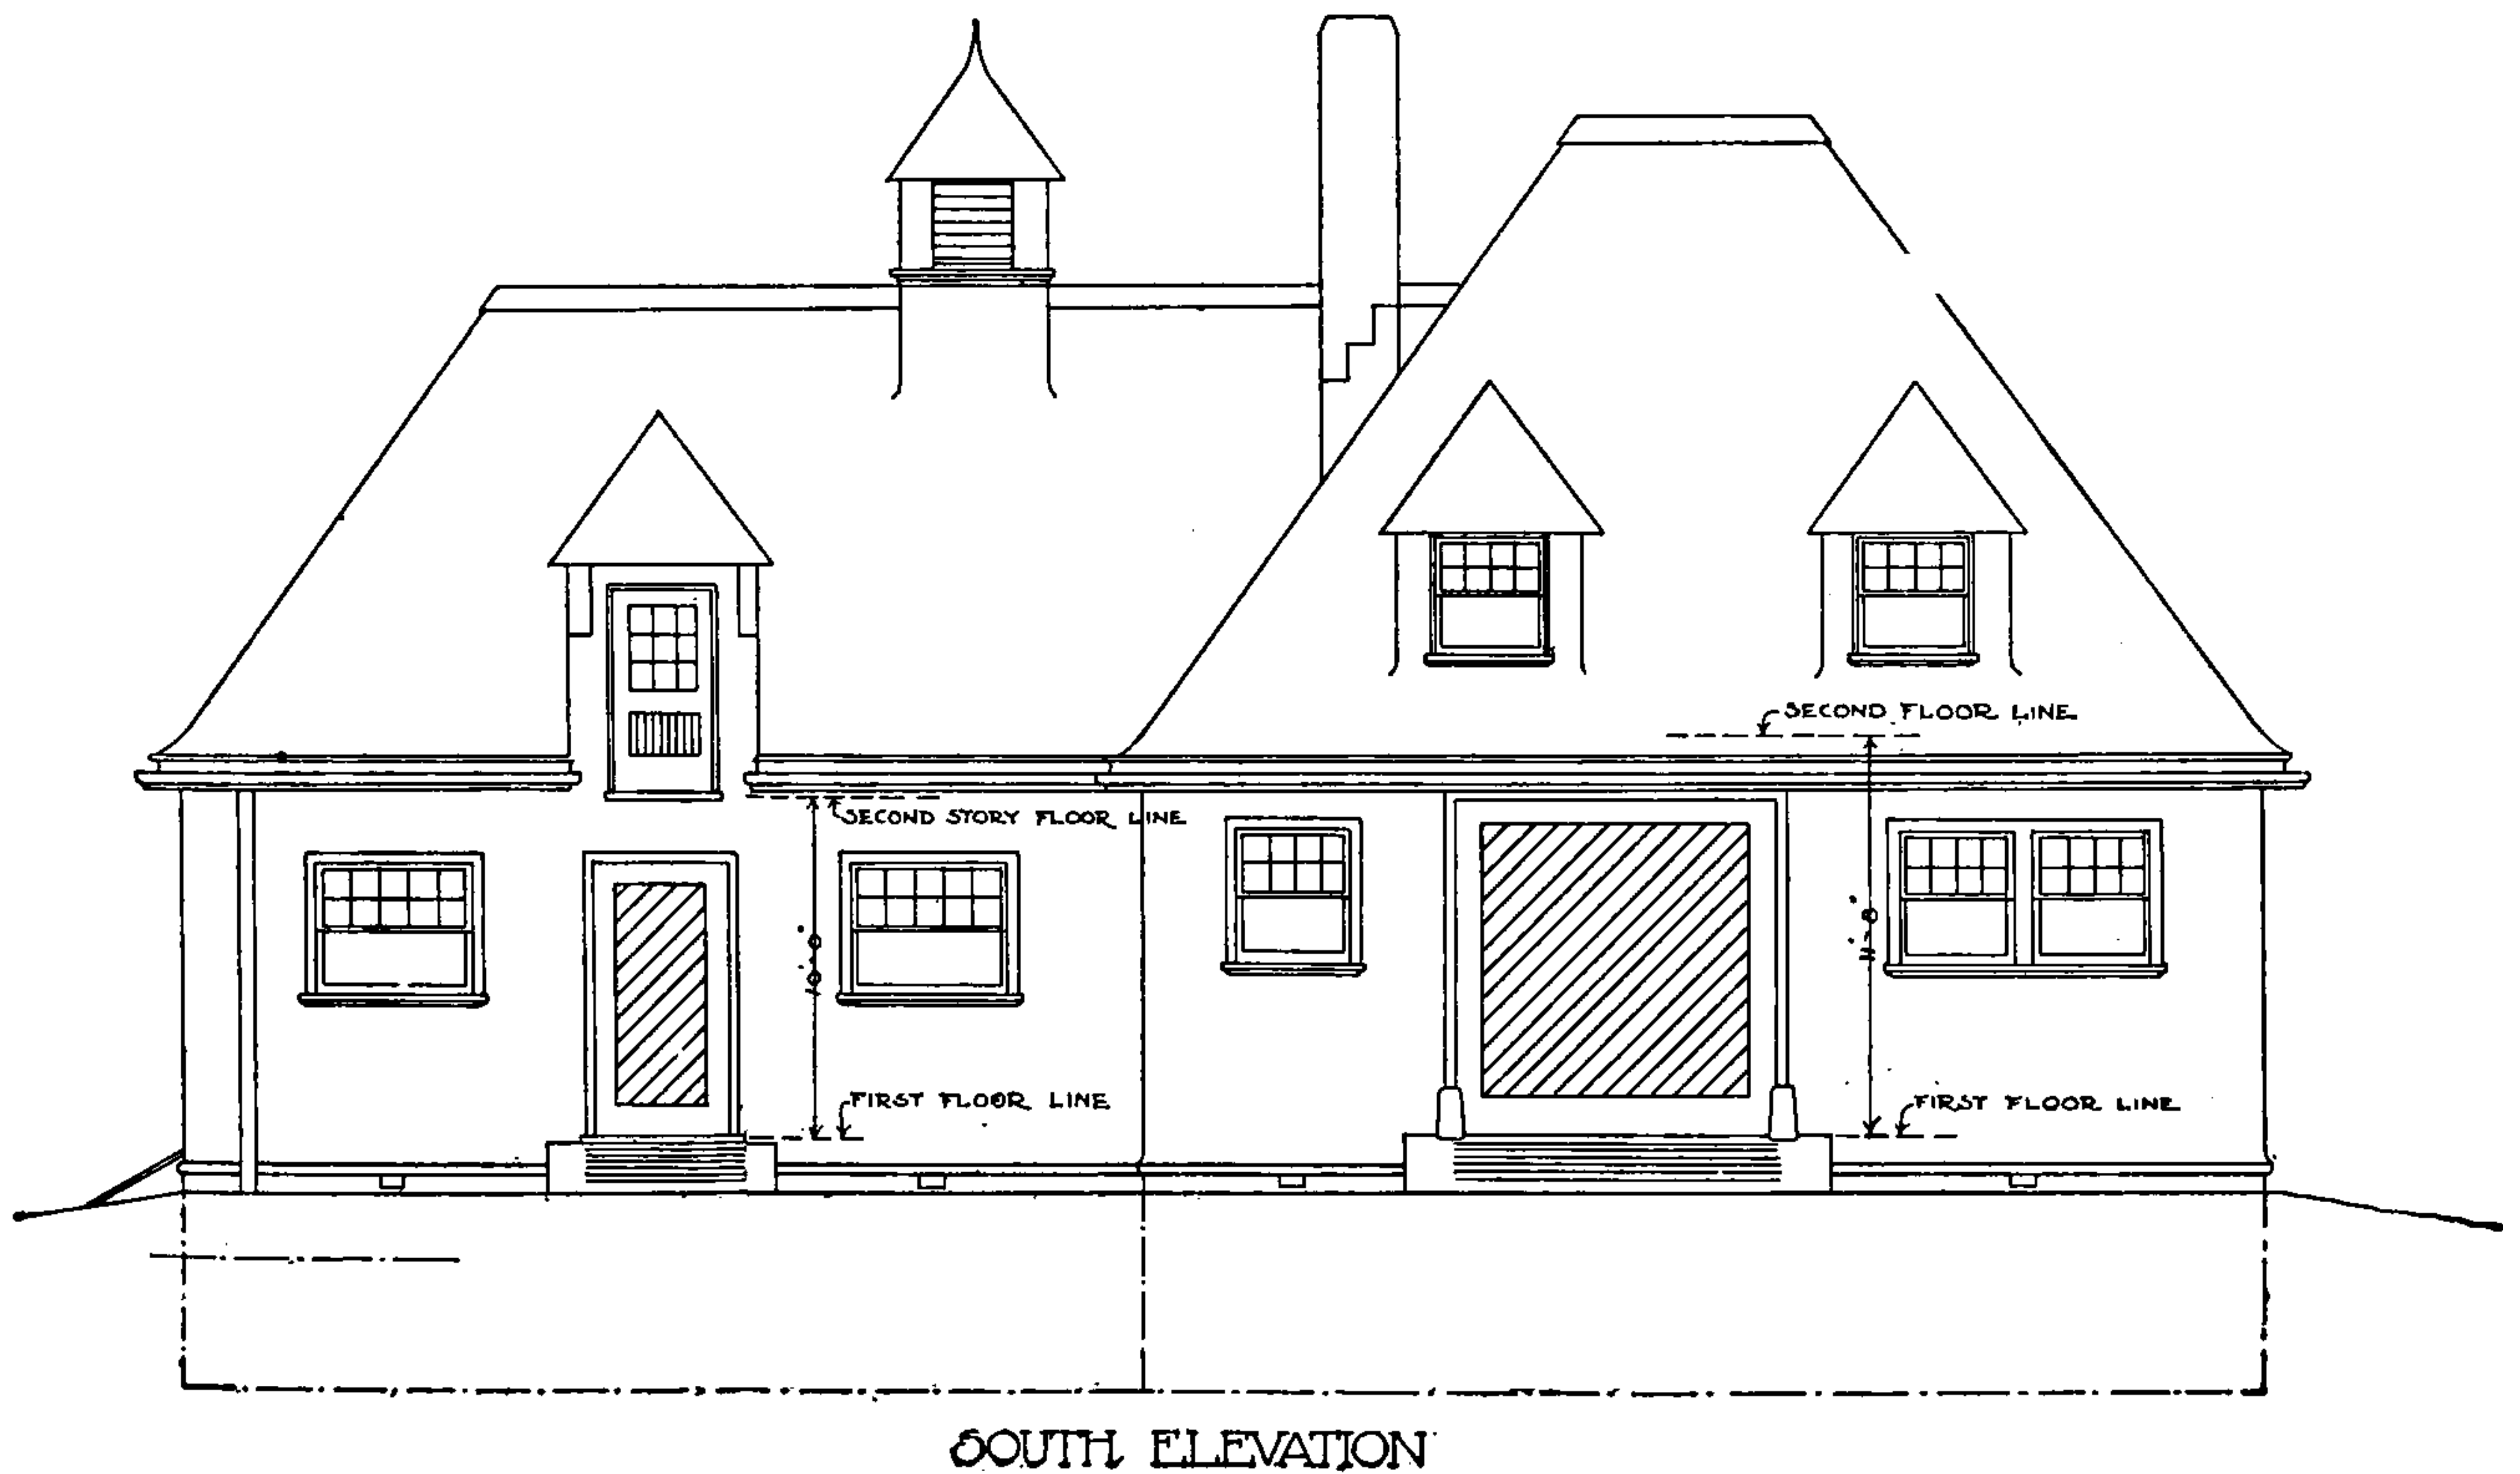 SECOND FLOOR LINE
SECOND STORY FLOOR LINE
FIRST FLOOR LINE
FIRST FLOOR LINE
SOUTH ELEVATION